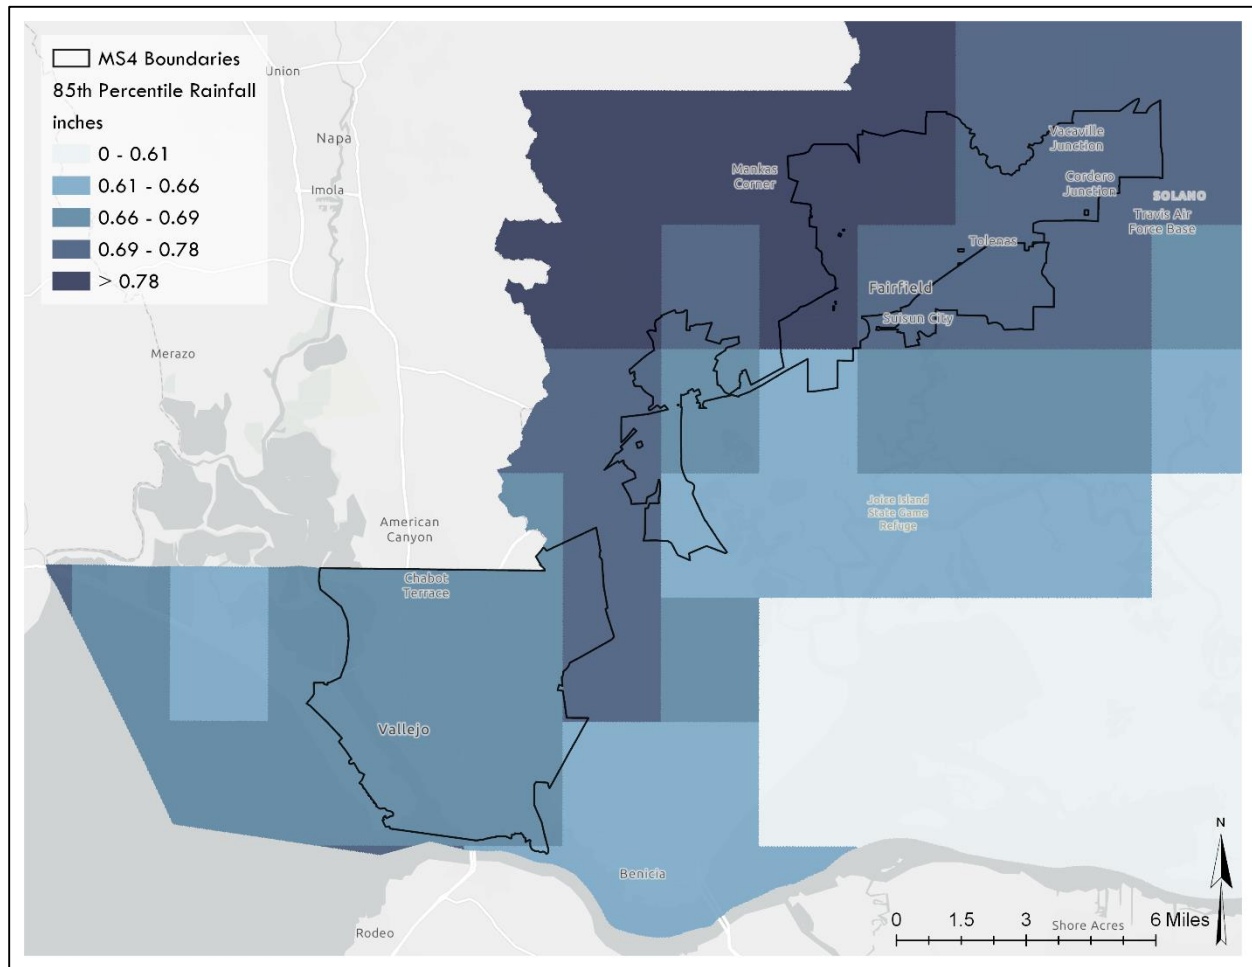 MS4 Boundaries
85th Percentile Rainfall
inches
0 - 0.61
0.61 - 0.66
0.66 - 0.69
0.69 - 0.78
> 0.78
Union
Napa
Imola
Merazo
American
Canyon
Chabot
Terrace
Vallejo
Rodeo
Benicia
Mankas
Corner
Vacaville
Junction
Cordero
Junction
SOLANO
Travis Air
Force Base
Tolenas
Fairfield
Suisun City
Joice Island
State Game
Refuge
N
0 1.5 3 6 Miles
Shore Acres